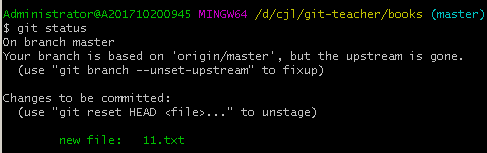 Administrator@A201710200945 MINGW64 /d/cjl/git-teacher/books (master)
$ git status
On branch master
Your branch is based on 'origin/master', but the upstream is gone.
  (use "git branch --unset-upstream" to fixup)

Changes to be committed:
  (use "git reset HEAD <file>..." to unstage)

        new file:   11.txt